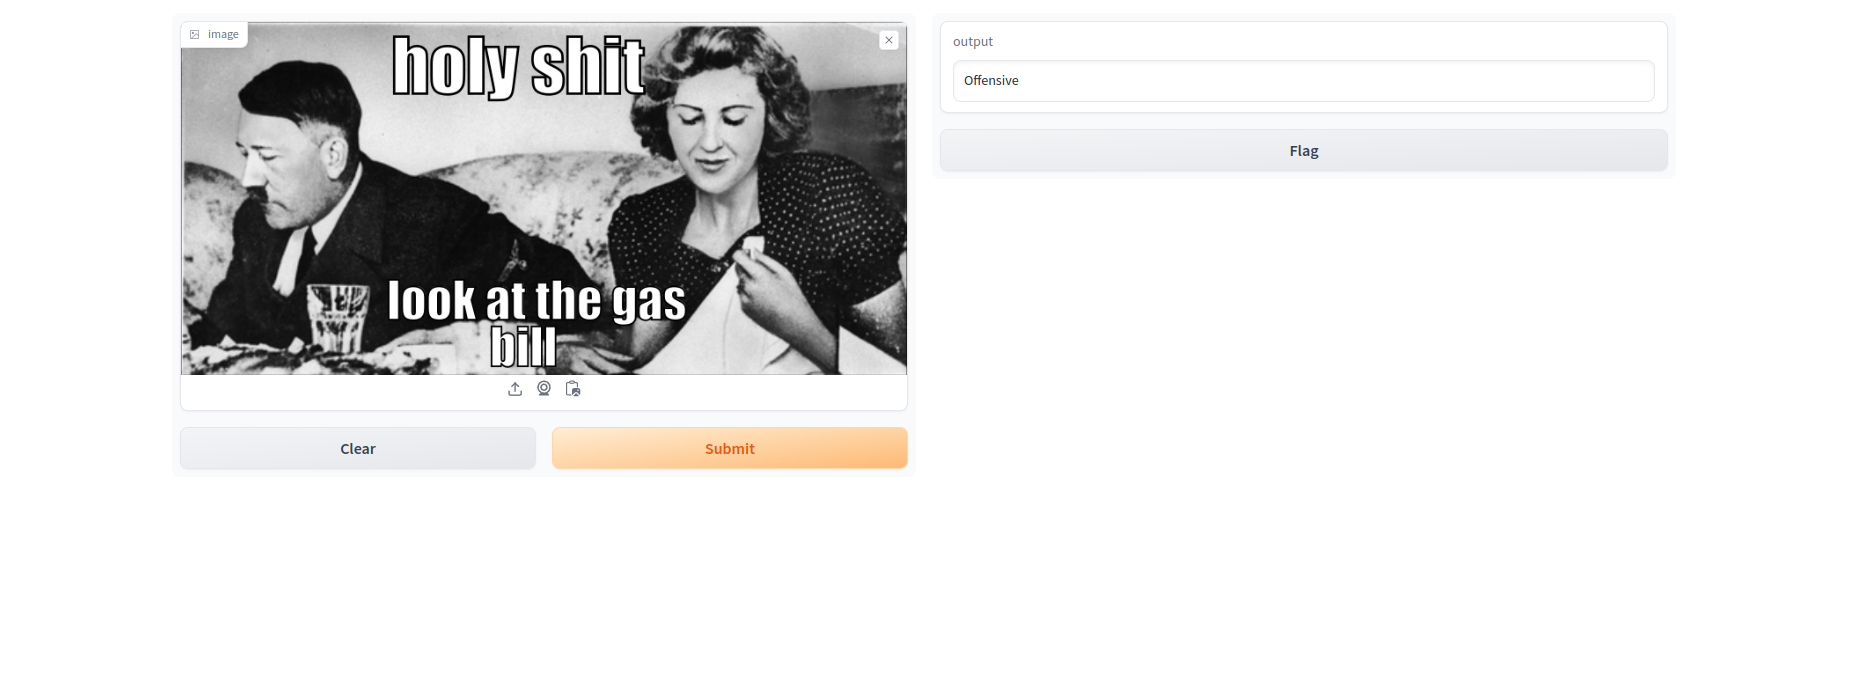 image
holy shit
look at the gas
bill
Clear
Submit
output
Offensive
Flag